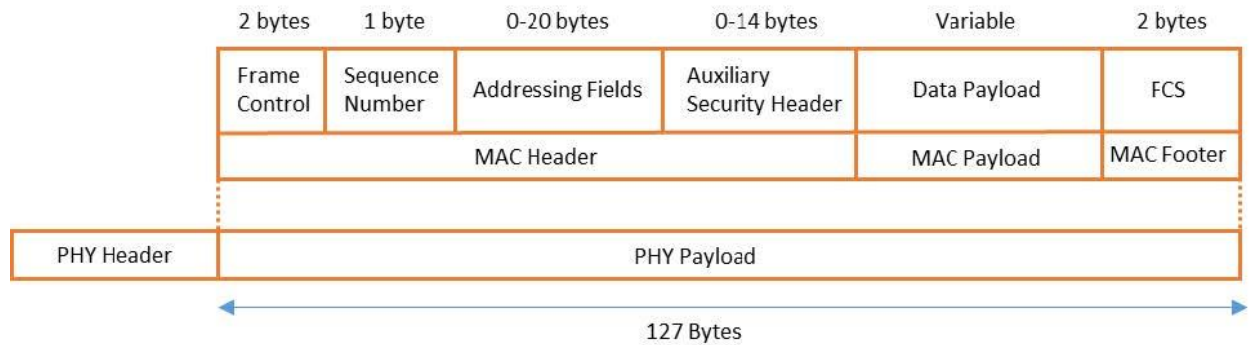 2 bytes 1 byte 0-20 bytes 0-14 bytes Variable 2 bytes
Frame Control
Sequence Number
Addressing Fields
Auxiliary Security Header
Data Payload
FCS
MAC Header
MAC Payload
MAC Footer
PHY Header
PHY Payload
127 Bytes